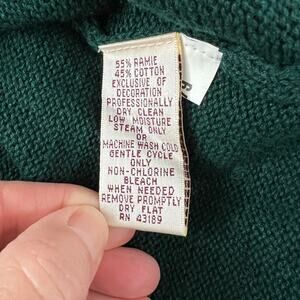 55% RAMIE
45% COTTON
EXCLUSIVE OF
DECORATION
PROFESSIONALLY
DRY CLEAN
LOW MOISTURE
STEAM ONLY
OR
MACHINE WASH COLD
GENTLE CYCLE
ONLY
NON-CHLORINE
BLEACH
WHEN NEEDED
REMOVE PROMPTLY
DRY FLAT
RN 43189